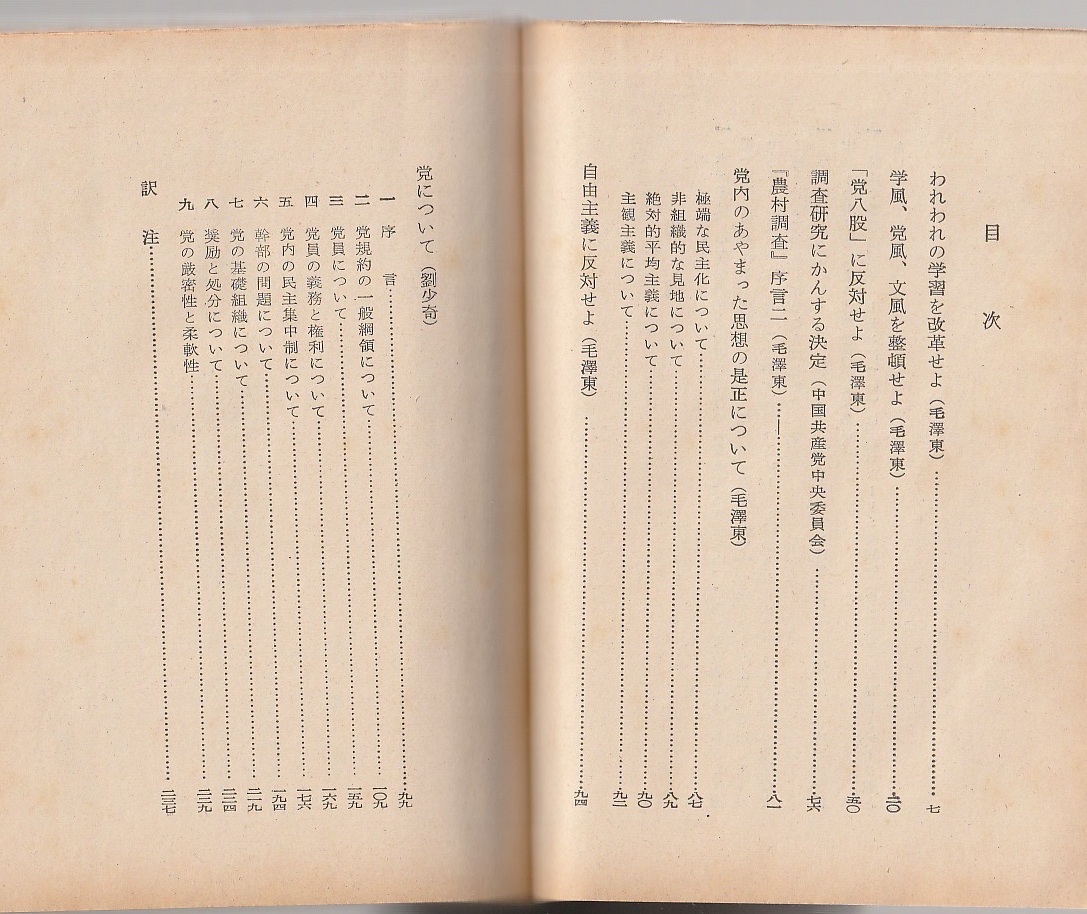 目次
われわれの学習を改革せよ（毛澤東）……七
学風、党風、文風を整頓せよ（毛澤東）……二〇
「党八股」に反対せよ（毛澤東）……五〇
調査研究にかんする決定（中国共産党中央委員会）……七六
『農村調査』序言二（毛澤東）……八一
党内のあやまった思想の是正について（毛澤東）
極端な民主化について……八七
非組織的な見地について……八九
絶対的平均主義について……九〇
主観主義について……九二
自由主義に反対せよ（毛澤東）……九四
党について（劉少奇）
一 序言……九九
二 党規約の一般綱領について……一〇九
三 党員について……一五九
四 党員の義務と権利について……一六九
五 党内の民主集中制について……一七六
六 幹部の問題について……一九四
七 党の基礎組織について……二一九
八 奨励と処分について……二二四
九 党の厳密性と柔軟性……二二九
訳注……二三七